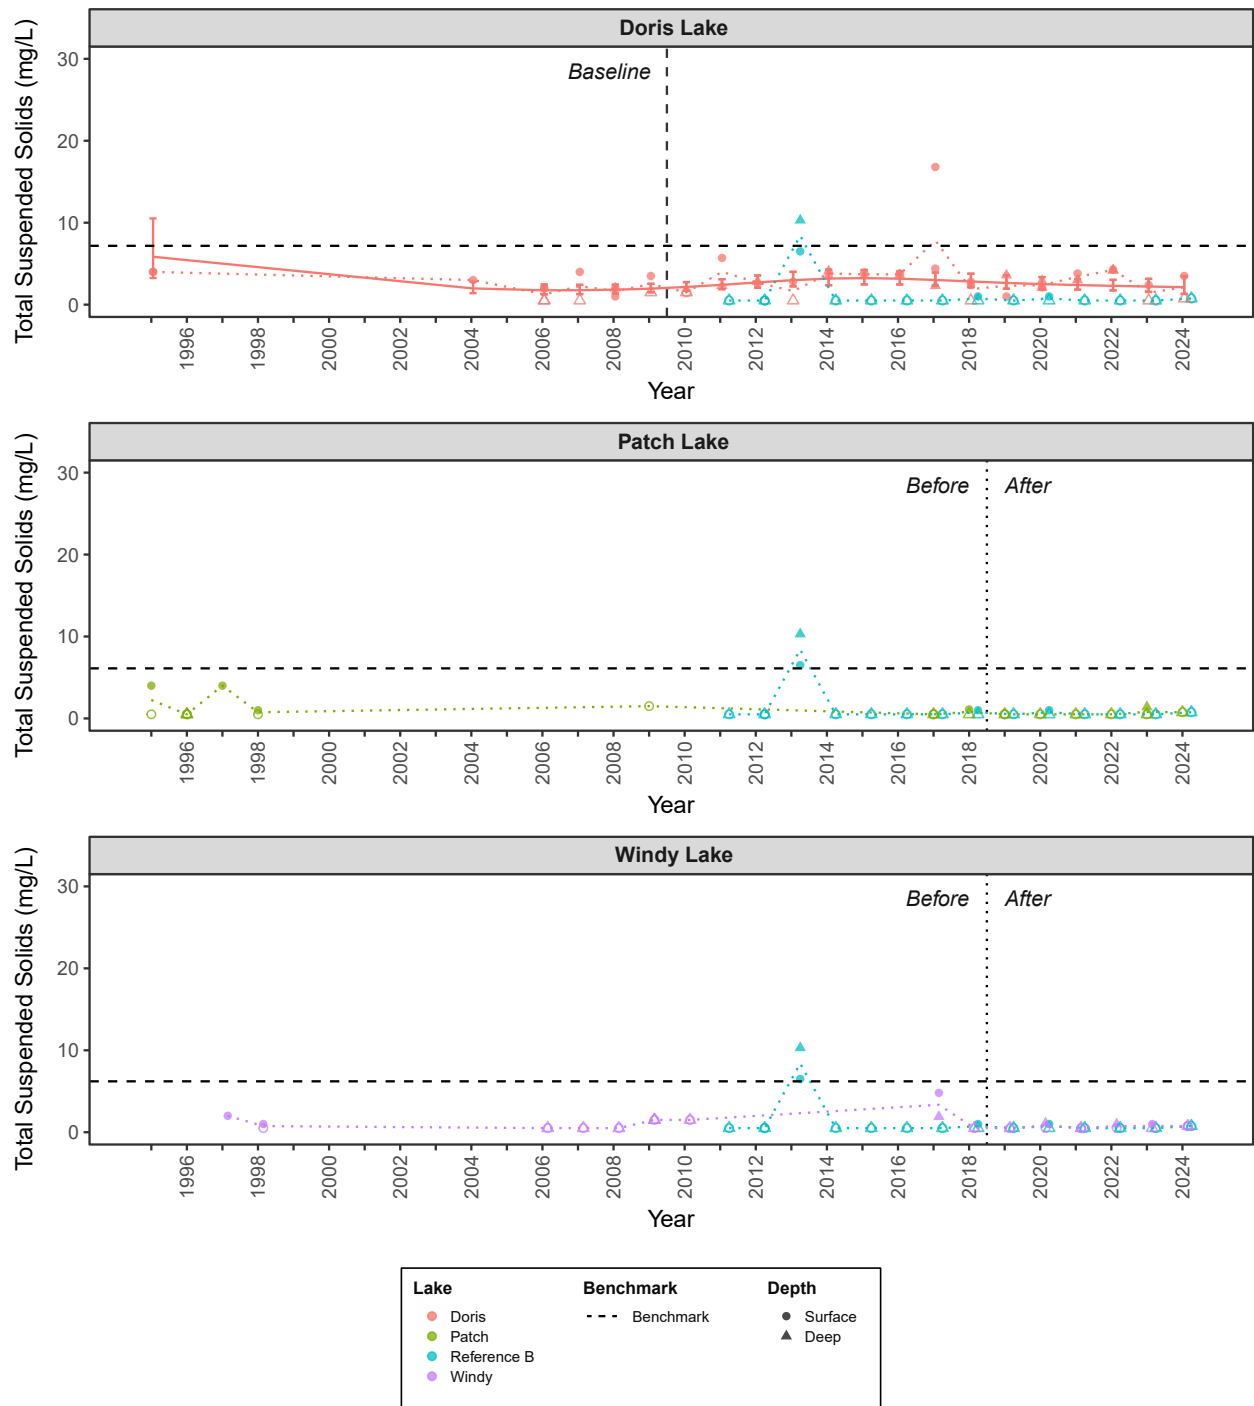 Doris Lake
Total Suspended Solids (mg/L)
30
20
10
0
Baseline
1996 1998 2000 2002 2004 2006 2008 2010 2012 2014 2016 2018 2020 2022 2024
Year
Patch Lake
Total Suspended Solids (mg/L)
30
20
10
0
Before After
1996 1998 2000 2002 2004 2006 2008 2010 2012 2014 2016 2018 2020 2022 2024
Year
Windy Lake
Total Suspended Solids (mg/L)
30
20
10
0
Before After
1996 1998 2000 2002 2004 2006 2008 2010 2012 2014 2016 2018 2020 2022 2024
Year
Lake
Doris
Patch
Reference B
Windy
Benchmark
Benchmark
Depth
Surface
Deep